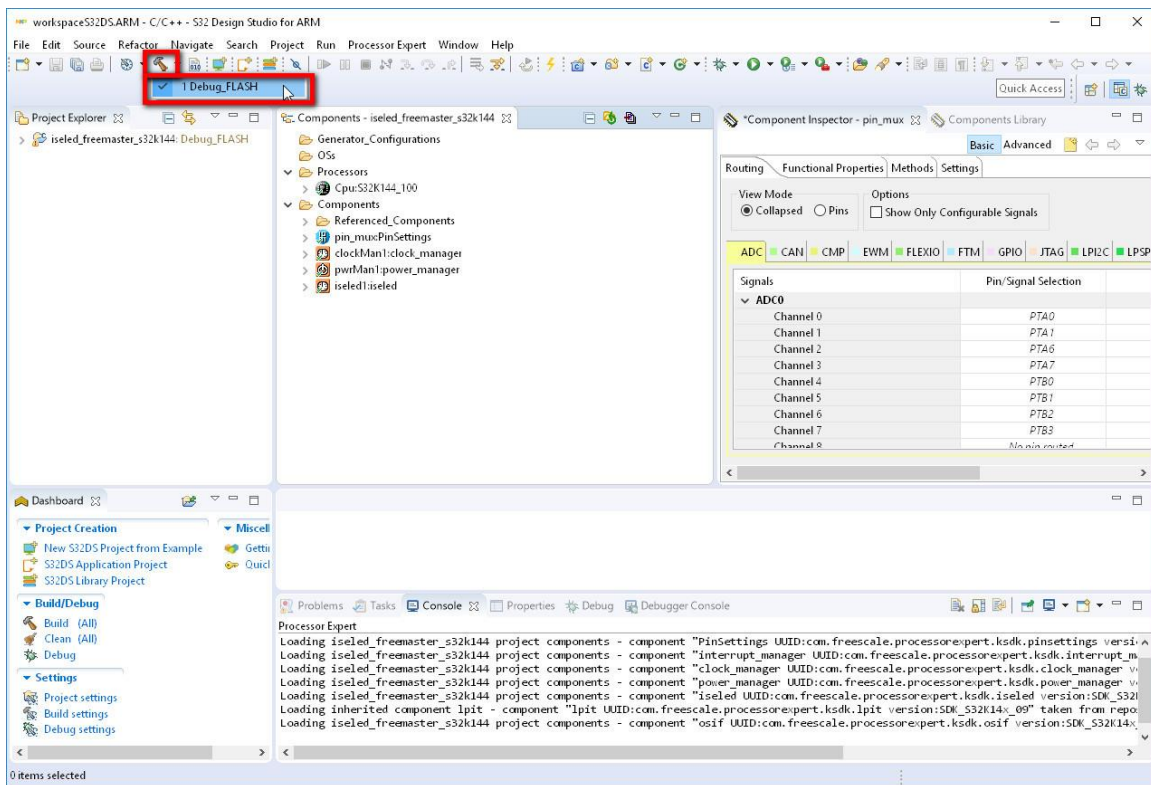 workspaceS32DS.ARM - C/C++ - S32 Design Studio for ARM
File Edit Source Refactor Navigate Search Project Run Processor Expert Window Help
1 Debug_FLASH
Quick Access
Project Explorer
iseled_freemaster_s32k144: Debug_FLASH
Components - iseled_freemaster_s32k144
Generator_Configurations
OSs
Processors
Cpu:S32K144_100
Components
Referenced_Components
pin_mux:PinSettings
clockMan1:clock_manager
pwrMan1:power_manager
iseled1:iseled
*Component Inspector - pin_mux Components Library
Basic Advanced
Routing Functional Properties Methods Settings
View Mode Options
Collapsed Pins Show Only Configurable Signals
ADC CAN CMP EWM FLEXIO FTM GPIO JTAG LPI2C LPSP
Signals Pin/Signal Selection
ADC0
Channel 0 PTA0
Channel 1 PTA1
Channel 2 PTA6
Channel 3 PTA7
Channel 4 PTB0
Channel 5 PTB1
Channel 6 PTB2
Channel 7 PTB3
Channel 8 No pin routed
Dashboard
Project Creation Miscell
New S32DS Project from Example Getti
S32DS Application Project Quicl
S32DS Library Project
Build/Debug
Build (All)
Clean (All)
Debug
Settings
Project settings
Build settings
Debug settings
Problems Tasks Console Properties Debug Debugger Console
Processor Expert
Loading iseled_freemaster_s32k144 project components - component "PinSettings UUID:com.freescale.processorexpert.ksdk.pinsettings versi
Loading iseled_freemaster_s32k144 project components - component "interrupt_manager UUID:com.freescale.processorexpert.ksdk.interrupt_m
Loading iseled_freemaster_s32k144 project components - component "clock_manager UUID:com.freescale.processorexpert.ksdk.clock_manager v
Loading iseled_freemaster_s32k144 project components - component "power_manager UUID:com.freescale.processorexpert.ksdk.power_manager v
Loading iseled_freemaster_s32k144 project components - component "iseled UUID:com.freescale.processorexpert.ksdk.iseled version:SDK_S32
Loading inherited component lpit - component "lpit UUID:com.freescale.processorexpert.ksdk.lpit version:SDK_S32K14x_09" taken from repo
Loading iseled_freemaster_s32k144 project components - component "osif UUID:com.freescale.processorexpert.ksdk.osif version:SDK_S32K14x
0 items selected